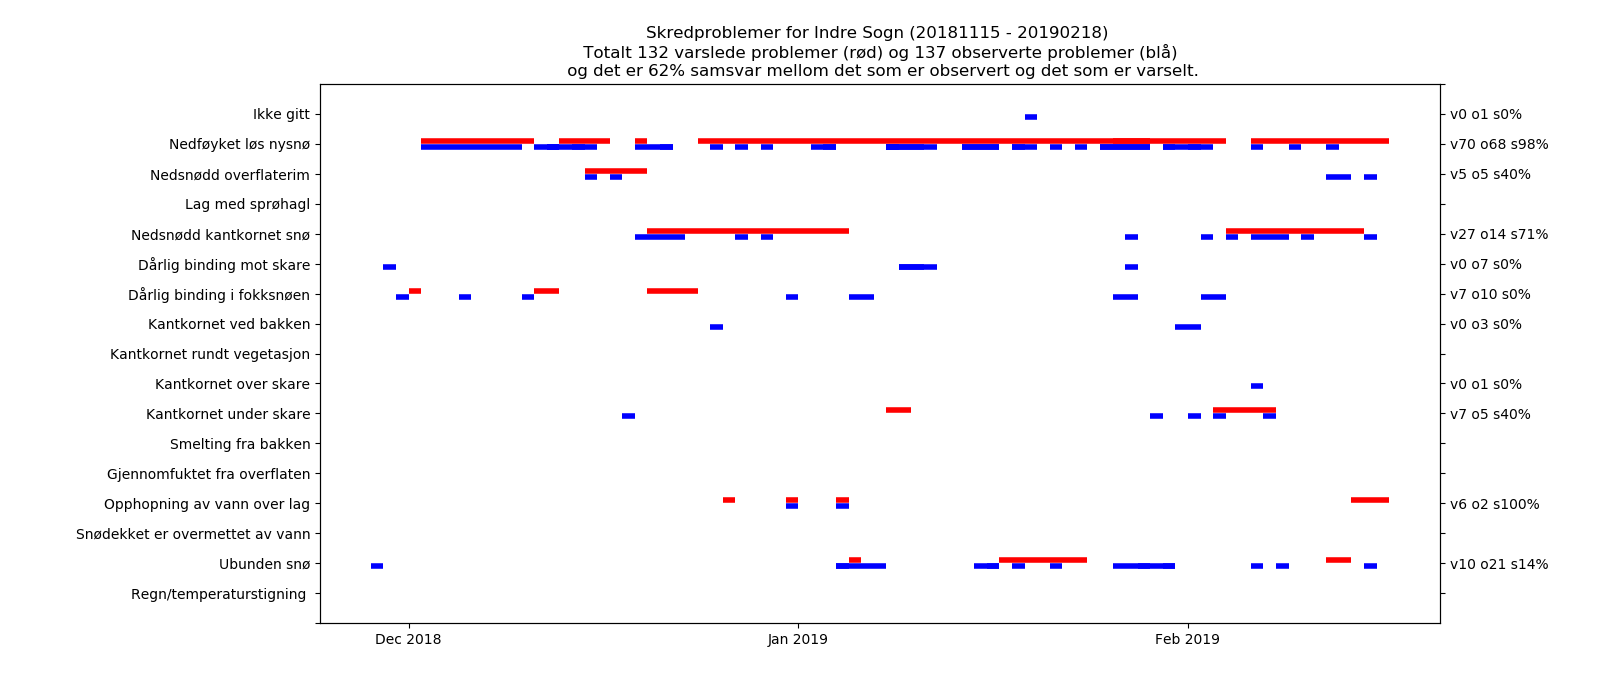 Skredproblemer for Indre Sogn (20181115 - 20190218)
Totalt 132 varslede problemer (rød) og 137 observerte problemer (blå)
og det er 62% samsvar mellom det som er observert og det som er varselt.
Ikke gitt v0 o1 s0%
Nedføyket løs nysnø v70 o68 s98%
Nedsnødd overflaterim v5 o5 s40%
Lag med sprøhagl
Nedsnødd kantkornet snø v27 o14 s71%
Dårlig binding mot skare v0 o7 s0%
Dårlig binding i fokksnøen v7 o10 s0%
Kantkornet ved bakken v0 o3 s0%
Kantkornet rundt vegetasjon
Kantkornet over skare v0 o1 s0%
Kantkornet under skare v7 o5 s40%
Smelting fra bakken
Gjennomfuktet fra overflaten
Opphopning av vann over lag v6 o2 s100%
Snødekket er overmettet av vann
Ubunden snø v10 o21 s14%
Regn/temperaturstigning
Dec 2018 Jan 2019 Feb 2019